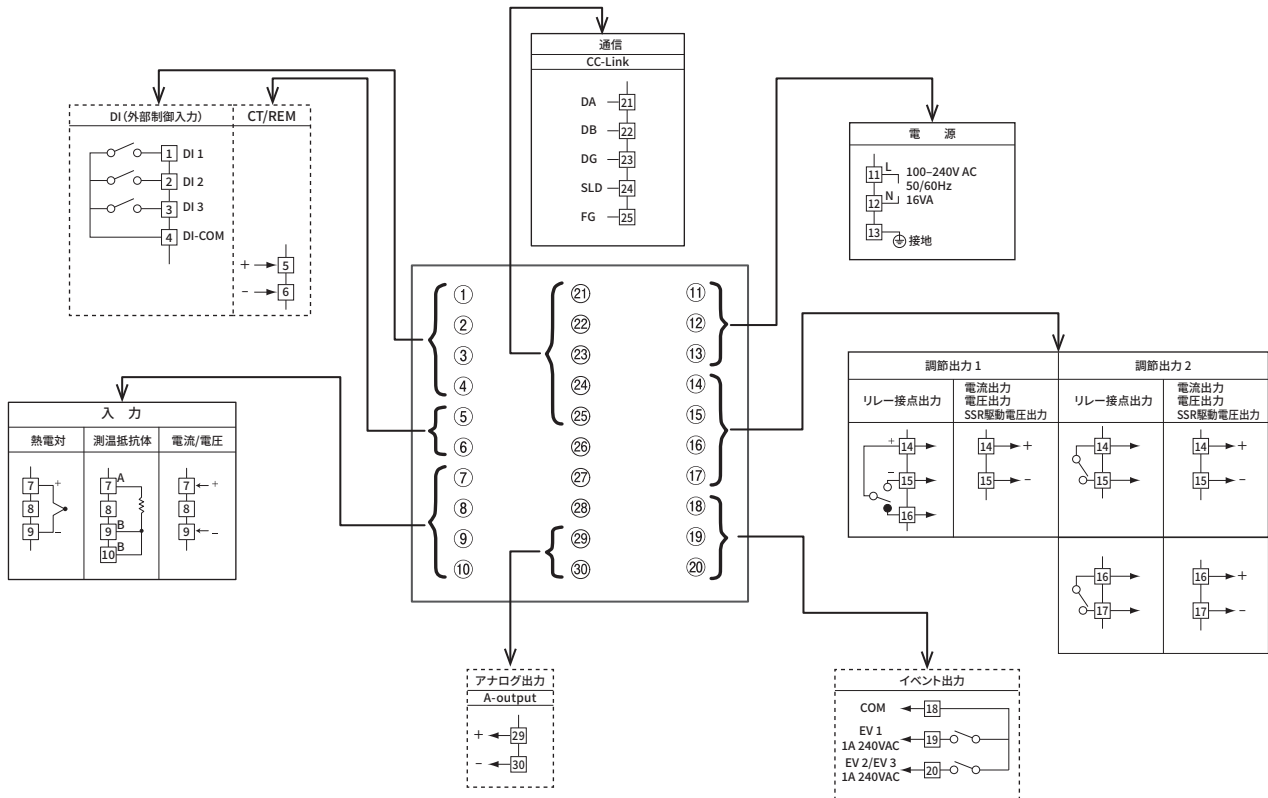 通信
CC-Link
DA 21
DB 22
DG 23
SLD 24
FG 25
DI（外部制御入力）
CT/REM
1 DI 1
2 DI 2
3 DI 3
4 DI-COM
+ 5
− 6
電　源
11 L 100–240V AC
50/60Hz
12 N 16VA
13 接地
入　力
熱電対
測温抵抗体
電流/電圧
7 +
8
9 −
7 A
8
9 B
10 B
7 +
8
9 −
① ㉑ ⑪
② ㉒ ⑫
③ ㉓ ⑬
④ ㉔ ⑭
⑤ ㉕ ⑮
⑥ ㉖ ⑯
⑦ ㉗ ⑰
⑧ ㉘ ⑱
⑨ ㉙ ⑲
⑩ ㉚ ⑳
調節出力 1
リレー接点出力
電流出力
電圧出力
SSR駆動電圧出力
+ 14
− 15
16
14 +
15 −
調節出力 2
リレー接点出力
電流出力
電圧出力
SSR駆動電圧出力
14
15
14 +
15 −
16
17
16 +
17 −
アナログ出力
A-output
+ 29
− 30
イベント出力
COM 18
EV 1
1A 240VAC 19
EV 2/EV 3
1A 240VAC 20